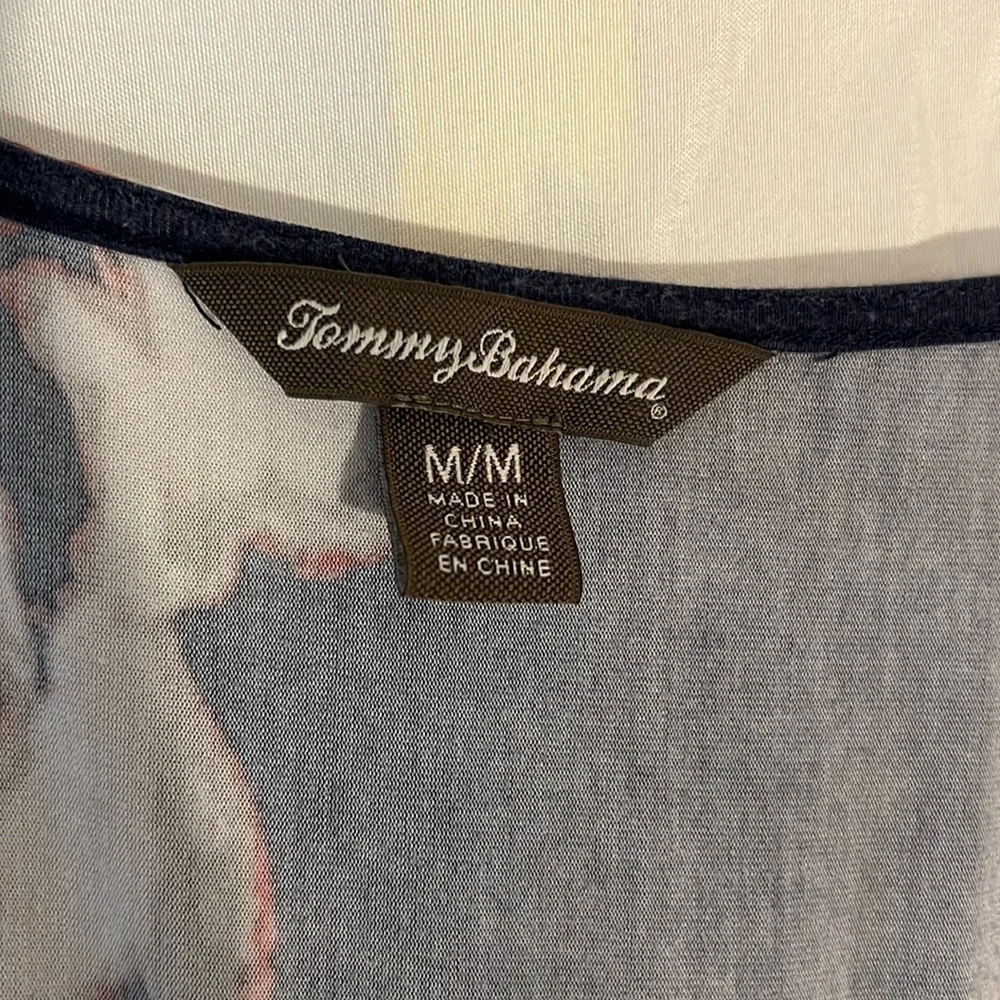 Tommy Bahama®
M/M
MADE IN
CHINA
FABRIQUE
EN CHINE